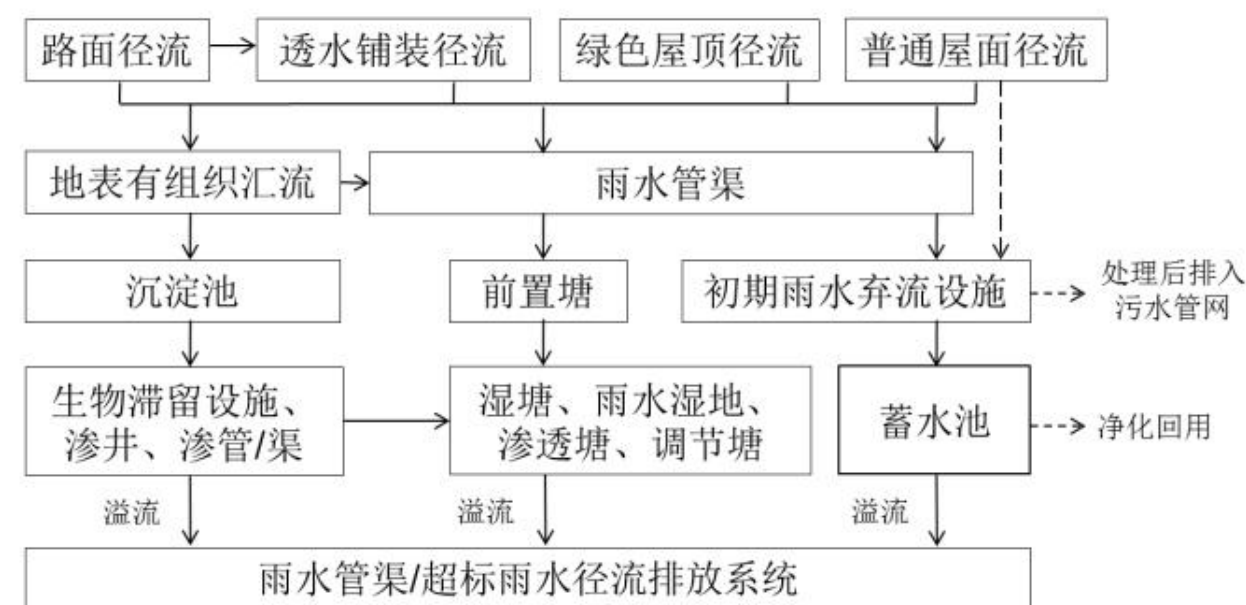 路面径流
透水铺装径流
绿色屋顶径流
普通屋面径流
地表有组织汇流
雨水管渠
沉淀池
前置塘
初期雨水弃流设施
处理后排入
污水管网
生物滞留设施、
渗井、渗管/渠
湿塘、雨水湿地、
渗透塘、调节塘
蓄水池
净化回用
溢流
溢流
溢流
雨水管渠/超标雨水径流排放系统